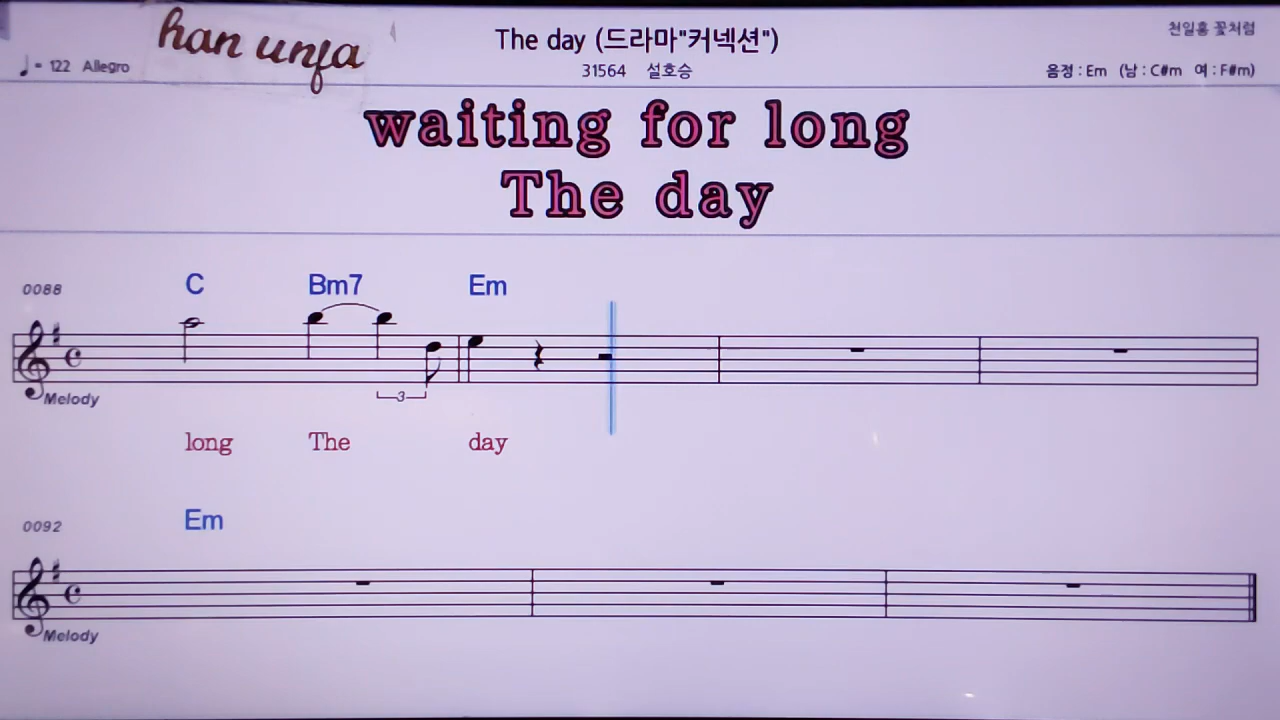 han unfa
The day (드라마"커넥션")
천일홍 꽃처럼
♩= 122 Allegro
31564 설호승
음정 : Em (남 : C#m 여 : F#m)
waiting for long
The day
0088
C Bm7 Em
Melody
3
long The day
0092
Em
Melody